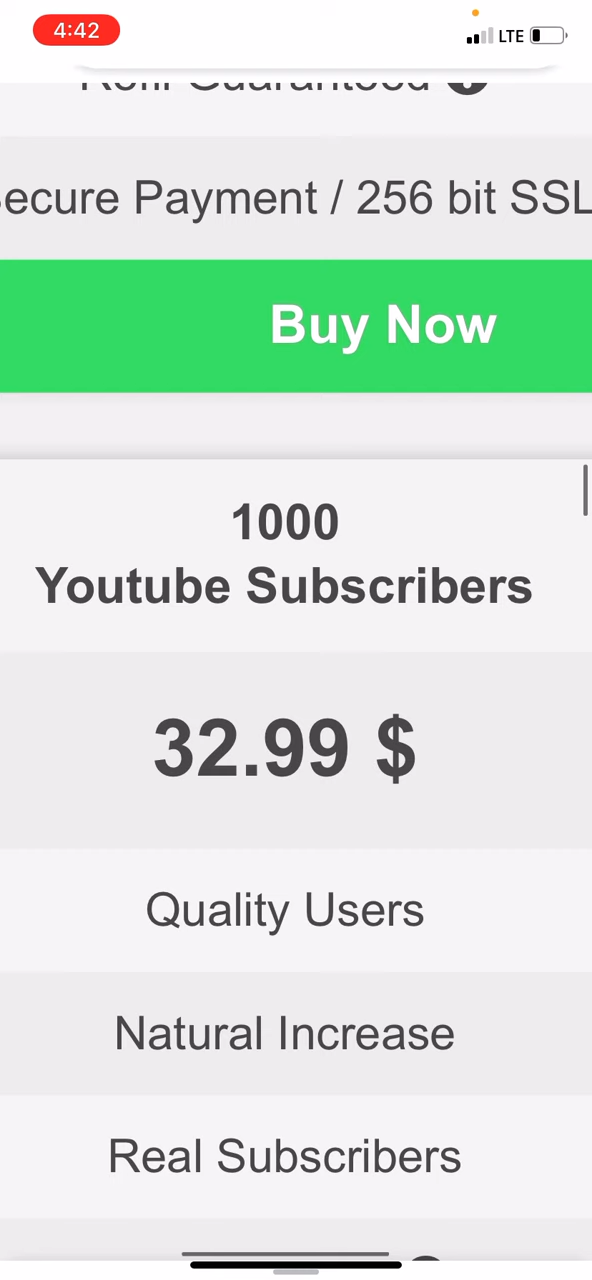 4:42
LTE
Guaranteed
ecure Payment / 256 bit SSL
Buy Now
1000
Youtube Subscribers
32.99 $
Quality Users
Natural Increase
Real Subscribers